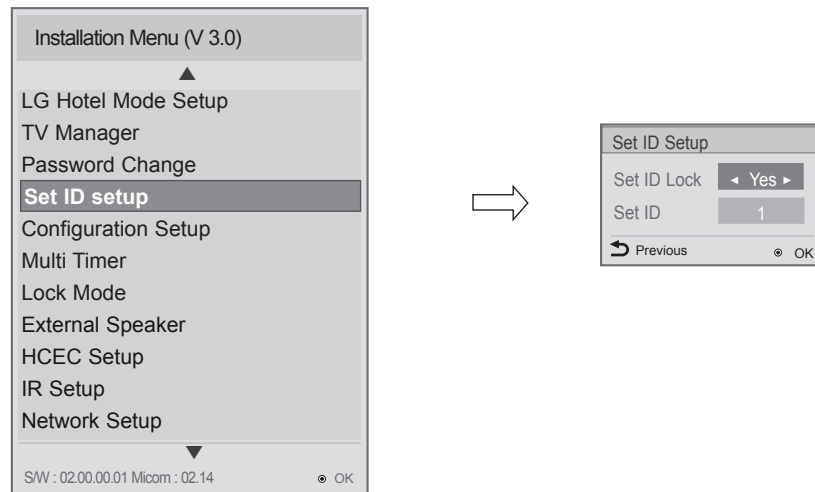 Installation Menu (V 3.0)
LG Hotel Mode Setup
TV Manager
Password Change
Set ID setup
Configuration Setup
Multi Timer
Lock Mode
External Speaker
HCEC Setup
IR Setup
Network Setup
S/W : 02.00.00.01 Micom : 02.14 OK
Set ID Setup
Set ID Lock ◄ Yes ►
Set ID 1
Previous OK